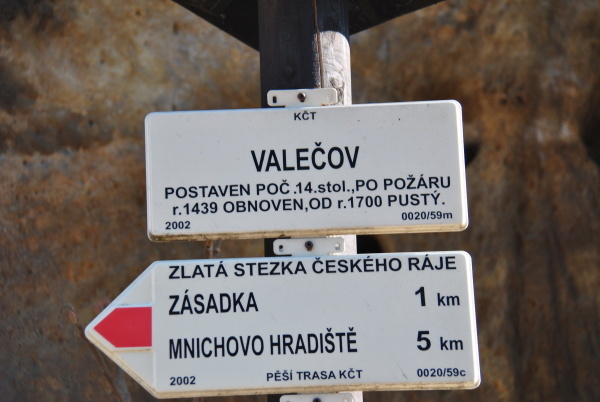 KČT
VALEČOV
POSTAVEN POČ.14.stol.,PO POŽÁRU
r.1439 OBNOVEN,OD r.1700 PUSTÝ.
2002 0020/59m
ZLATÁ STEZKA ČESKÉHO RÁJE
ZÁSADKA 1 km
MNICHOVO HRADIŠTĚ 5 km
2002 PĚŠÍ TRASA KČT 0020/59c